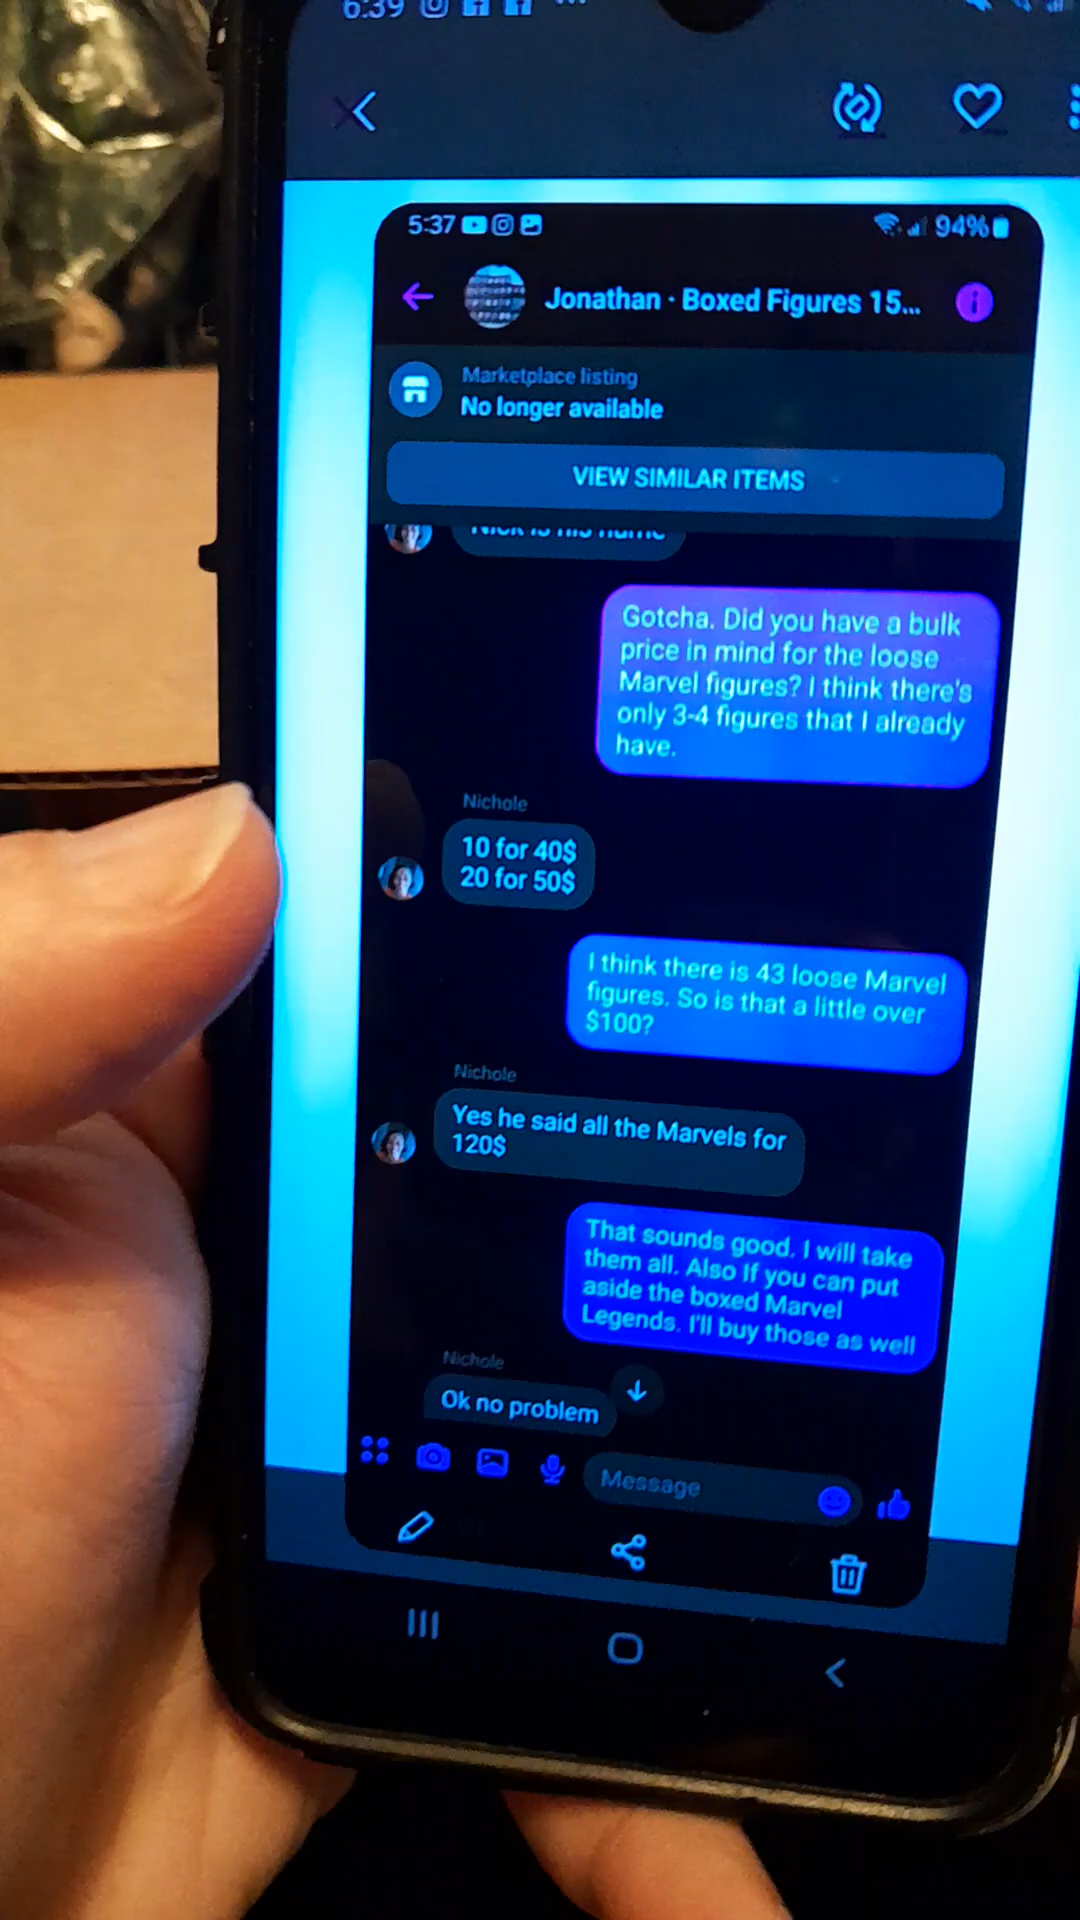 6:39
5:37
94%
Jonathan · Boxed Figures 15...
Marketplace listing
No longer available
VIEW SIMILAR ITEMS
Nick is his name
Gotcha. Did you have a bulk
price in mind for the loose
Marvel figures? I think there's
only 3-4 figures that I already
have.
Nichole
10 for 40$
20 for 50$
I think there is 43 loose Marvel
figures. So is that a little over
$100?
Nichole
Yes he said all the Marvels for
120$
That sounds good. I will take
them all. Also If you can put
aside the boxed Marvel
Legends. I'll buy those as well
Nichole
Ok no problem
Message